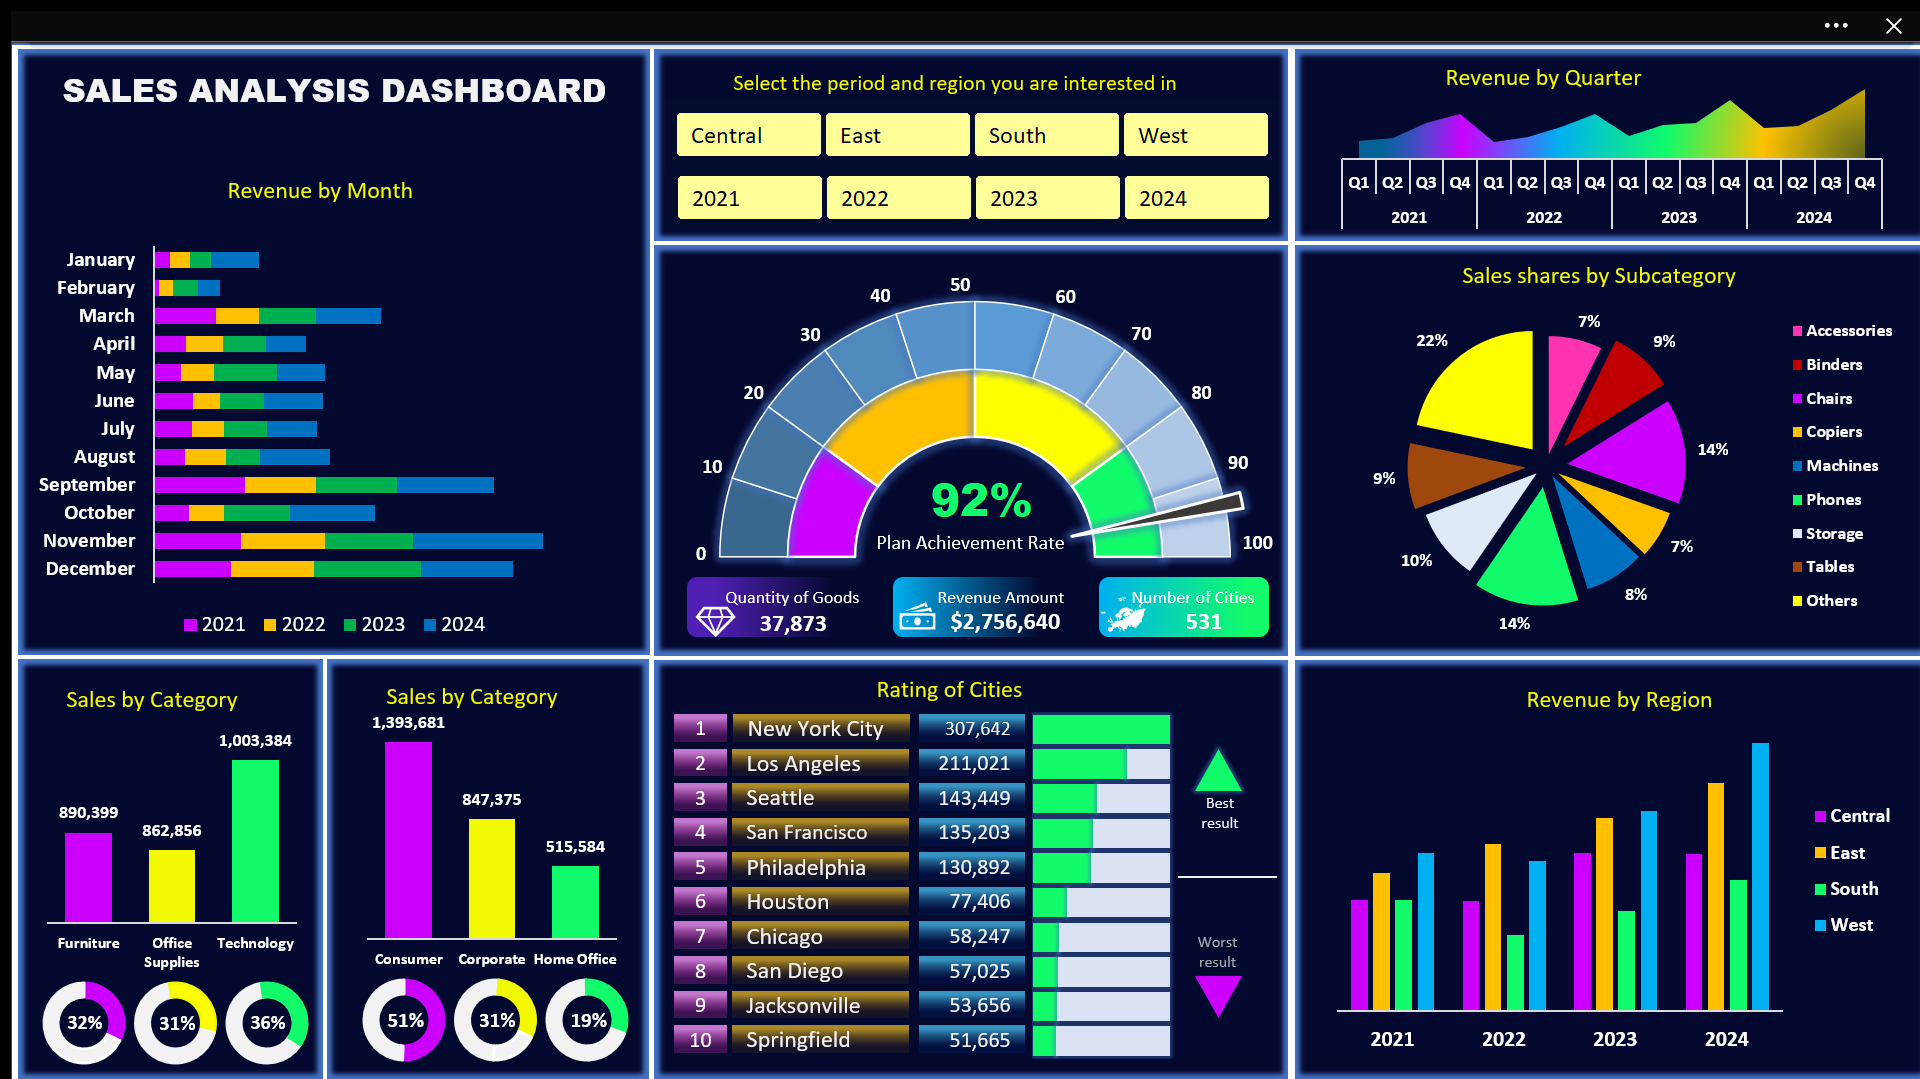 SALES ANALYSIS DASHBOARD
Revenue by Month
January
February
March
April
May
June
July
August
September
October
November
December
2021 2022 2023 2024
Select the period and region you are interested in
Central East South West
2021 2022 2023 2024
Revenue by Quarter
Q1 Q2 Q3 Q4 Q1 Q2 Q3 Q4 Q1 Q2 Q3 Q4 Q1 Q2 Q3 Q4
2021 2022 2023 2024
0
10
20
30
40
50
60
70
80
90
100
92%
Plan Achievement Rate
Quantity of Goods
37,873
Revenue Amount
$2,756,640
Number of Cities
531
Sales shares by Subcategory
7%
9%
14%
7%
8%
14%
10%
9%
22%
Accessories
Binders
Chairs
Copiers
Machines
Phones
Storage
Tables
Others
Sales by Category
890,399
862,856
1,003,384
Furniture
Office
Supplies
Technology
32% 31% 36%
Sales by Category
1,393,681
847,375
515,584
Consumer Corporate Home Office
51% 31% 19%
Rating of Cities
1 New York City 307,642
2 Los Angeles 211,021
3 Seattle 143,449
4 San Francisco 135,203
5 Philadelphia 130,892
6 Houston 77,406
7 Chicago 58,247
8 San Diego 57,025
9 Jacksonville 53,656
10 Springfield 51,665
Best
result
Worst
result
Revenue by Region
Central
East
South
West
2021 2022 2023 2024